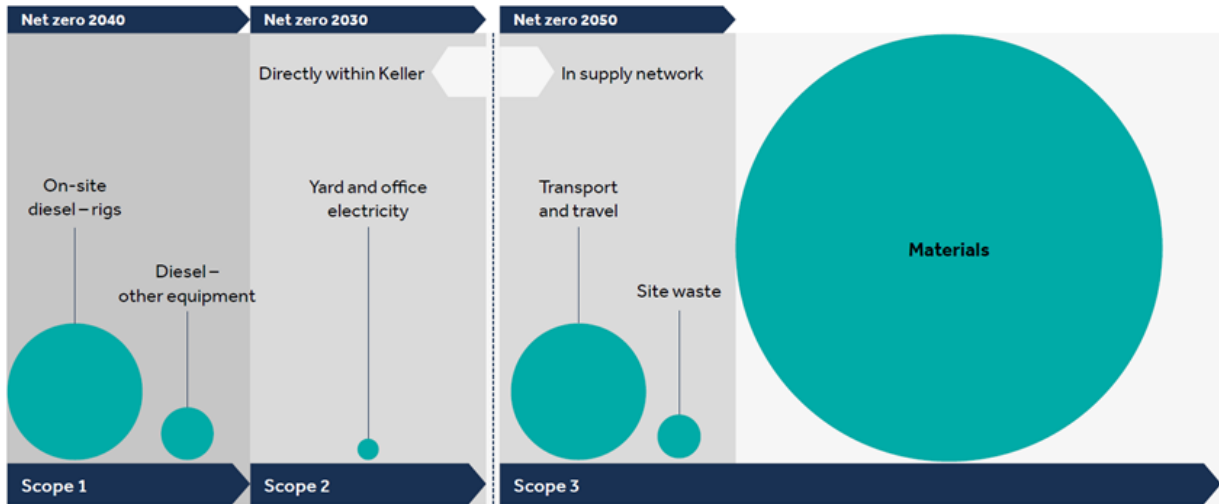 Net zero 2040
Net zero 2030
Net zero 2050
Directly within Keller
In supply network
On-site
diesel – rigs
Diesel –
other equipment
Yard and office
electricity
Transport
and travel
Site waste
Materials
Scope 1
Scope 2
Scope 3